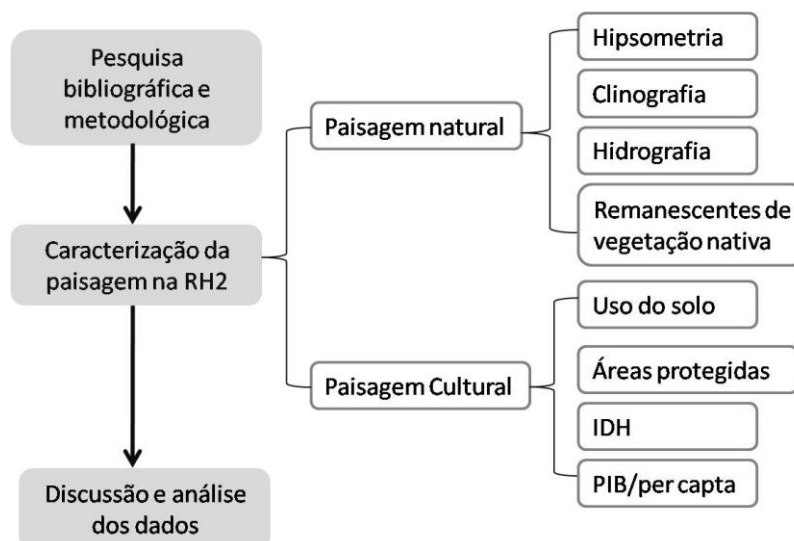 Pesquisa
bibliográfica e
metodológica
Caracterização da
paisagem na RH2
Discussão e análise
dos dados
Paisagem natural
Hipsometria
Clinografia
Hidrografia
Remanescentes de
vegetação nativa
Paisagem Cultural
Uso do solo
Áreas protegidas
IDH
PIB/per capta